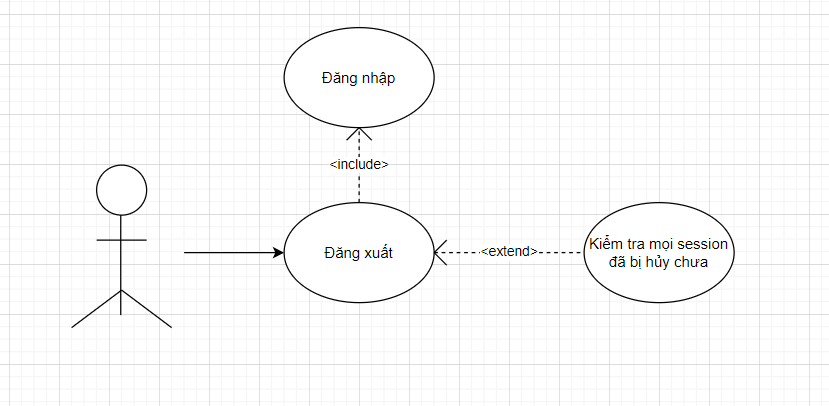 Đăng nhập
<include>
Đăng xuất
<extend>
Kiểm tra mọi session
đã bị hủy chưa